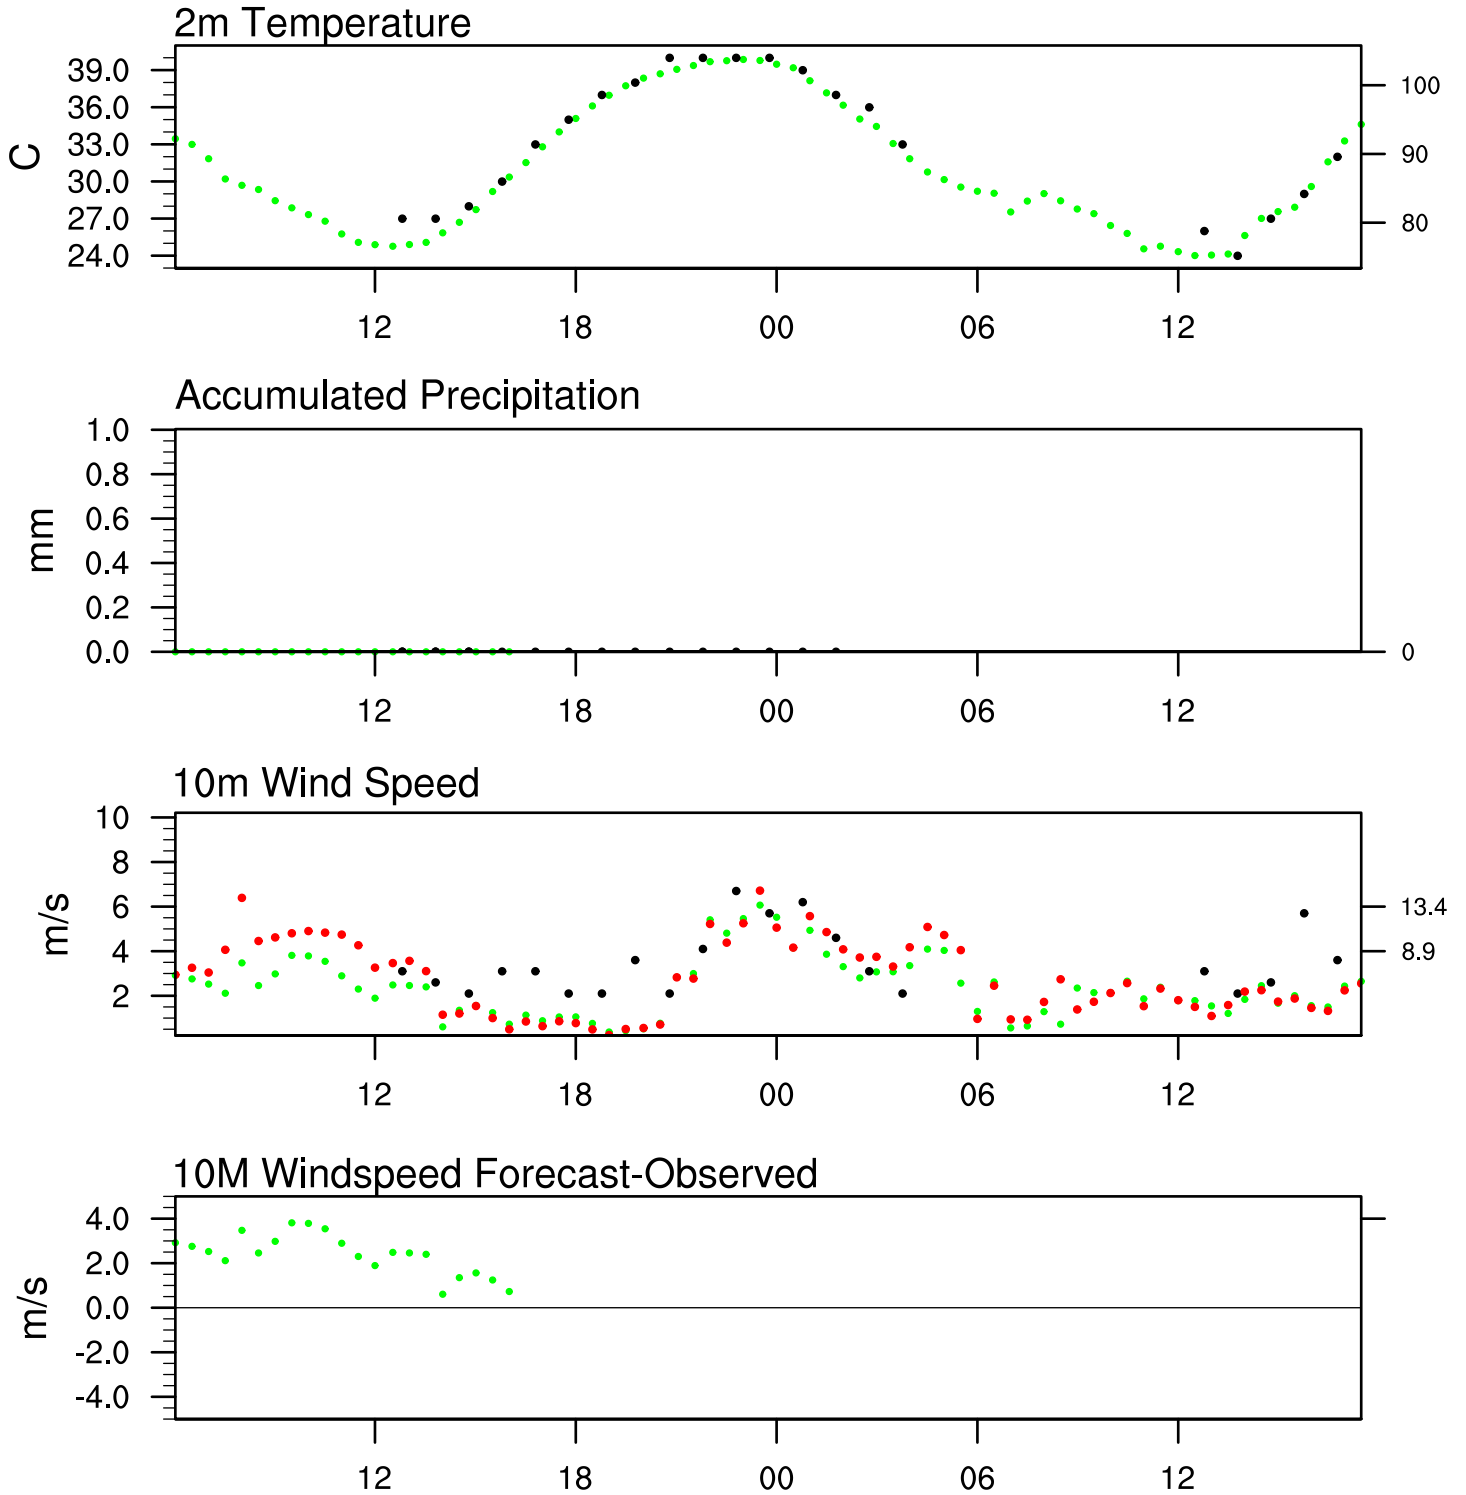 2m Temperature
39.0
36.0
33.0
30.0
27.0
24.0
C
100
90
80
12 18 00 06 12
Accumulated Precipitation
1.0
0.8
0.6
0.4
0.2
0.0
mm
0
12 18 00 06 12
10m Wind Speed
10
8
6
4
2
m/s
13.4
8.9
12 18 00 06 12
10M Windspeed Forecast-Observed
4.0
2.0
0.0
-2.0
-4.0
m/s
12 18 00 06 12